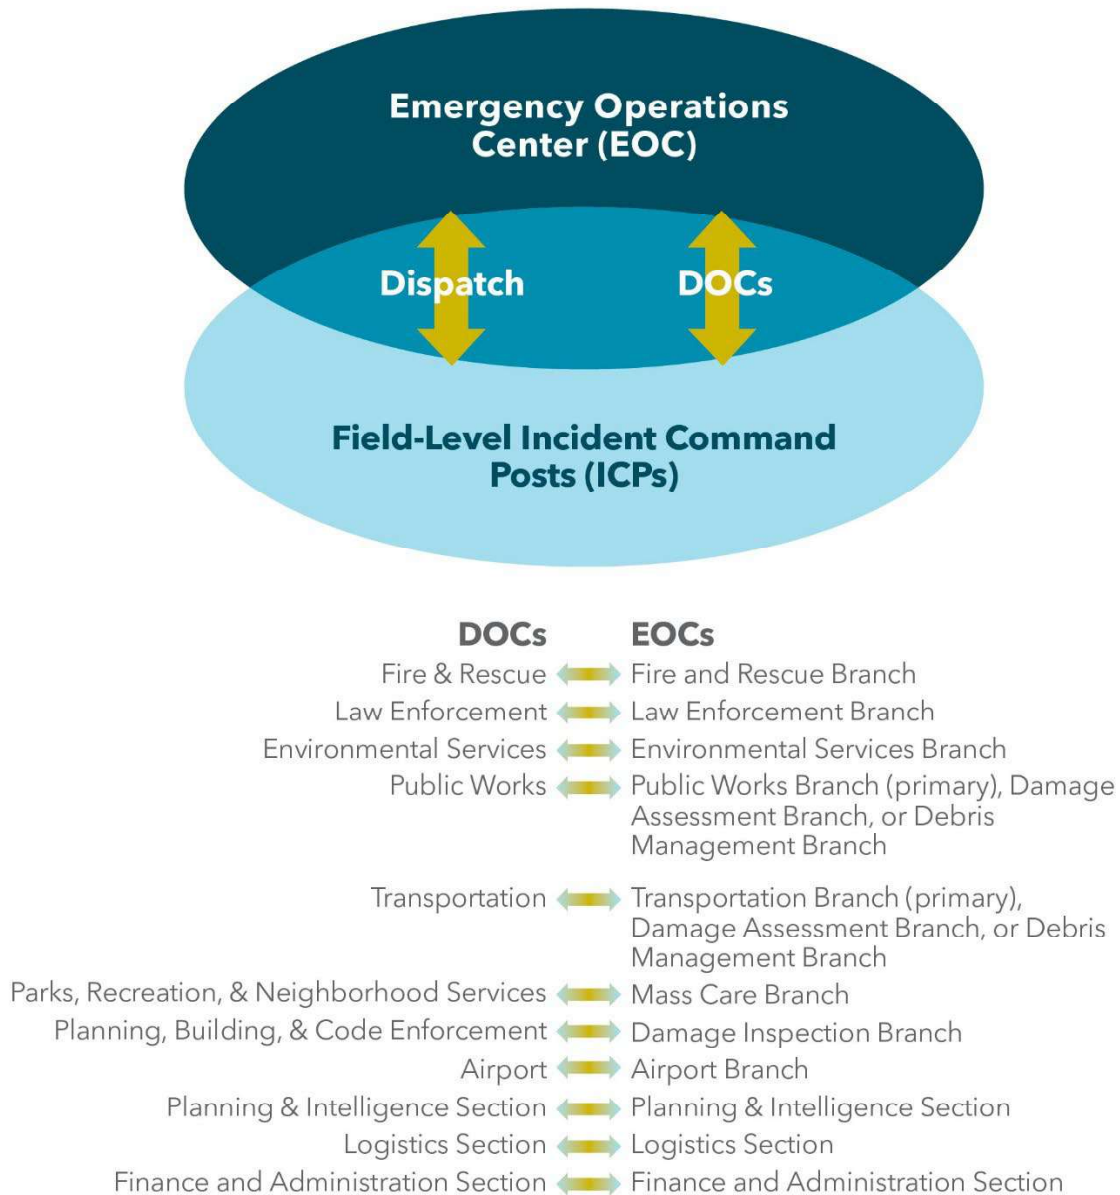 Emergency Operations
Center (EOC)
Dispatch
DOCs
Field-Level Incident Command
Posts (ICPs)
DOCs
EOCs
Fire & Rescue
Fire and Rescue Branch
Law Enforcement
Law Enforcement Branch
Environmental Services
Environmental Services Branch
Public Works
Public Works Branch (primary), Damage
Assessment Branch, or Debris
Management Branch
Transportation
Transportation Branch (primary),
Damage Assessment Branch, or Debris
Management Branch
Parks, Recreation, & Neighborhood Services
Mass Care Branch
Planning, Building, & Code Enforcement
Damage Inspection Branch
Airport
Airport Branch
Planning & Intelligence Section
Planning & Intelligence Section
Logistics Section
Logistics Section
Finance and Administration Section
Finance and Administration Section